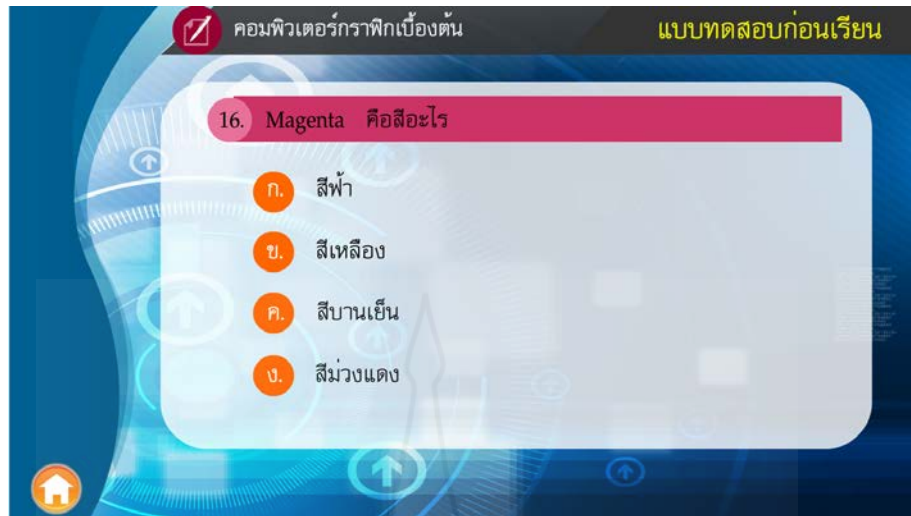 คอมพิวเตอร์กราฟิกเบื้องต้น
แบบทดสอบก่อนเรียน
16. Magenta คือสีอะไร
ก. สีฟ้า
ข. สีเหลือง
ค. สีบานเย็น
ง. สีม่วงแดง